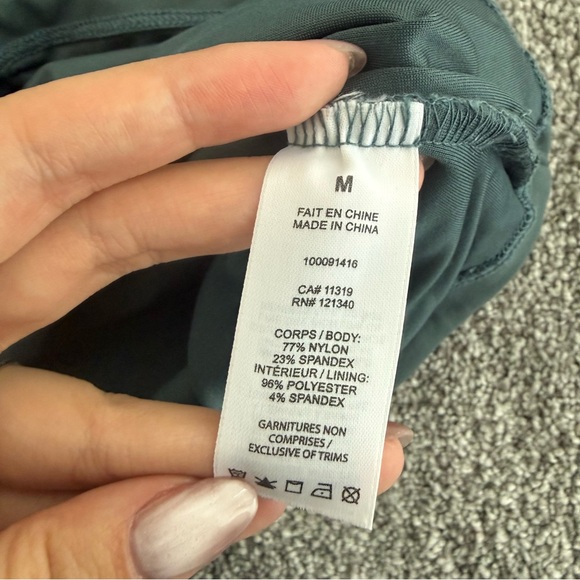 M
FAIT EN CHINE
MADE IN CHINA
100091416
CA# 11319
RN# 121340
CORPS / BODY:
77% NYLON
23% SPANDEX
INTÉRIEUR / LINING:
96% POLYESTER
4% SPANDEX
GARNITURES NON
COMPRISES /
EXCLUSIVE OF TRIMS